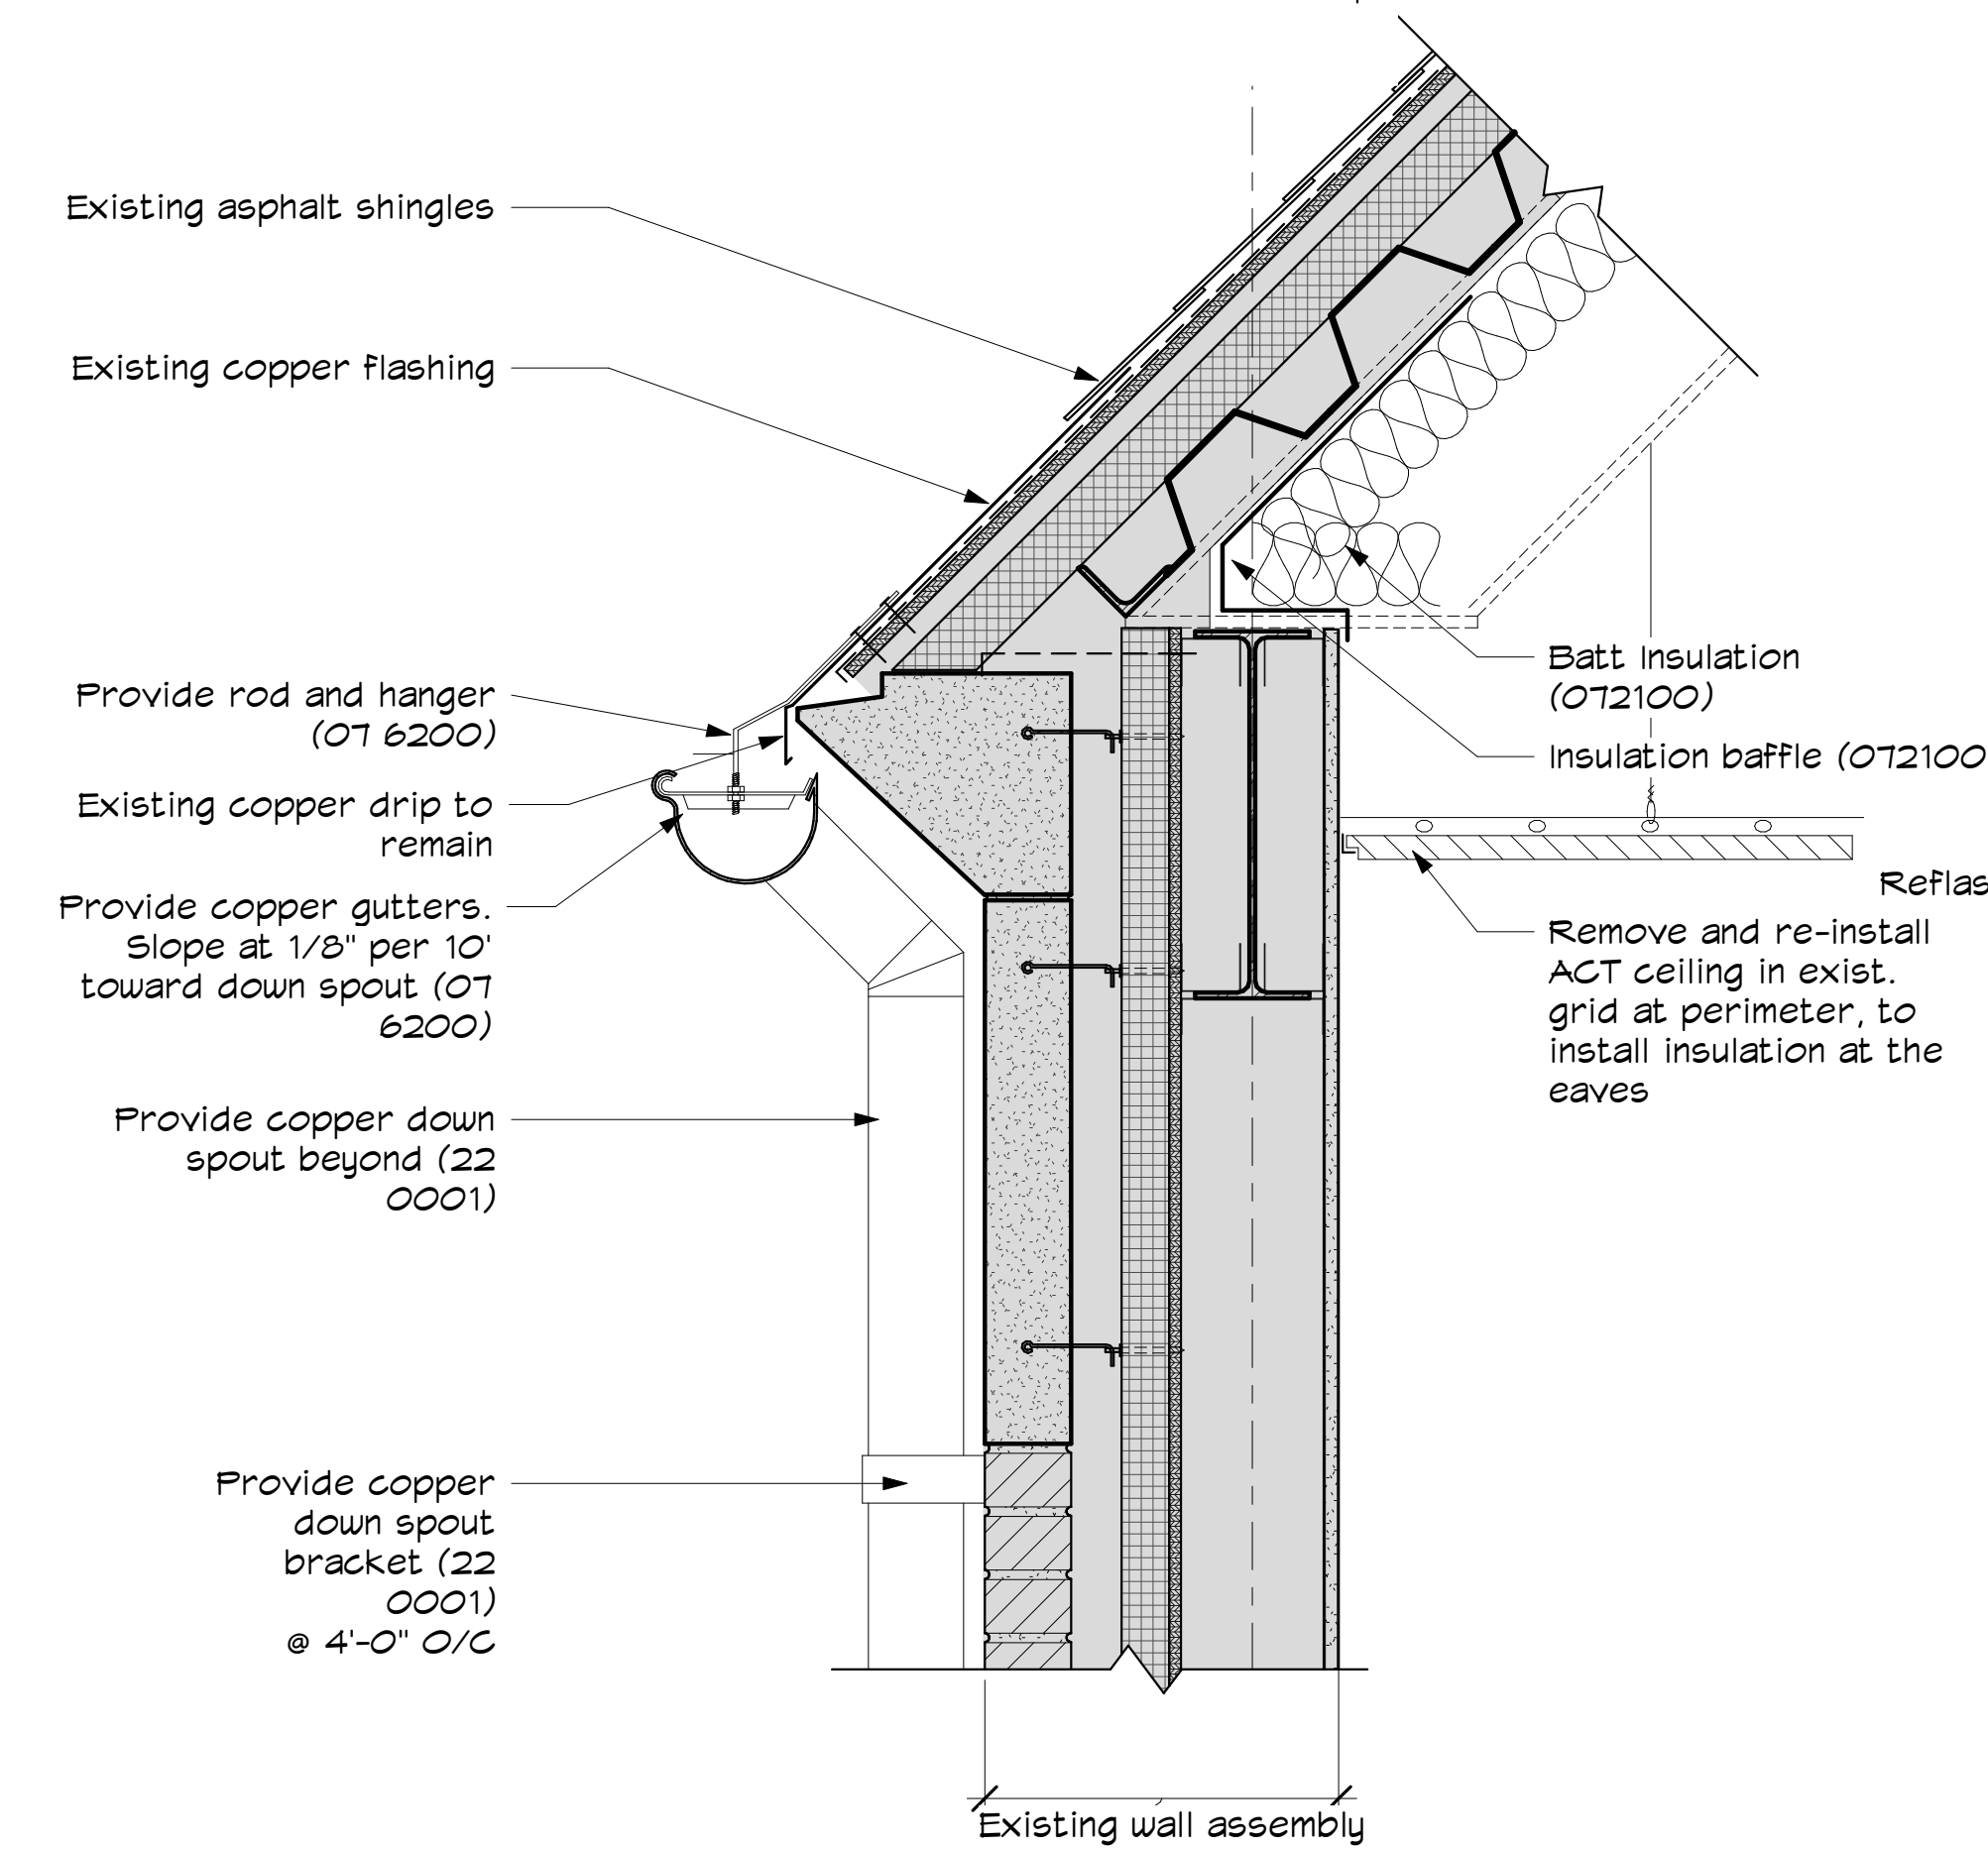 Existing asphalt shingles
Existing copper flashing
Provide rod and hanger
(07 6200)
Existing copper drip to
remain
Provide copper gutters.
Slope at 1/8" per 10'
toward down spout (07
6200)
Provide copper down
spout beyond (22
0001)
Provide copper
down spout
bracket (22
0001)
@ 4'-0" O/C
Batt Insulation
(072100)
Insulation baffle (072100
Reflas
Remove and re-install
ACT ceiling in exist.
grid at perimeter, to
install insulation at the
eaves
Existing wall assembly